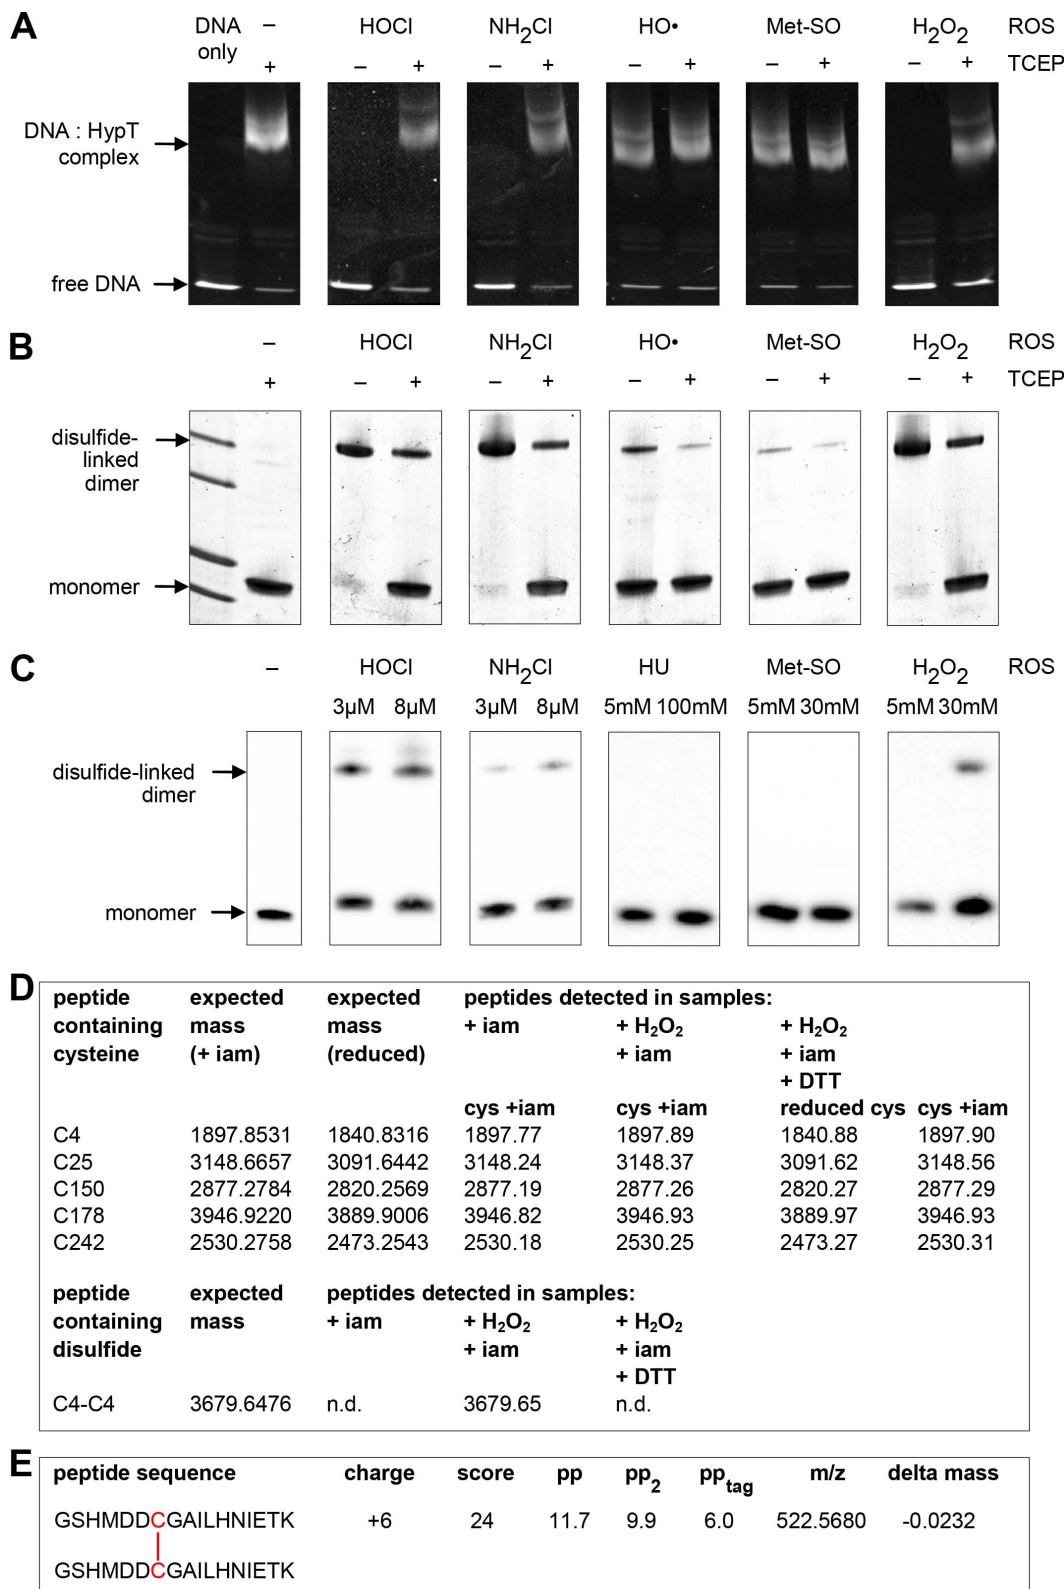 A
DNA only – HOCl NH2Cl HO• Met-SO H2O2 ROS
+ – + – + – + – + – + TCEP
DNA : HypT complex
free DNA
B
– HOCl NH2Cl HO• Met-SO H2O2 ROS
+ – + – + – + – + – + TCEP
disulfide-linked dimer
monomer
C
– HOCl NH2Cl HU Met-SO H2O2 ROS
3µM 8µM 3µM 8µM 5mM 100mM 5mM 30mM 5mM 30mM
disulfide-linked dimer
monomer
D
peptide expected expected peptides detected in samples:
containing mass mass + iam + H2O2 + H2O2
cysteine (+ iam) (reduced) + iam + iam
+ DTT
cys +iam cys +iam reduced cys cys +iam
C4 1897.8531 1840.8316 1897.77 1897.89 1840.88 1897.90
C25 3148.6657 3091.6442 3148.24 3148.37 3091.62 3148.56
C150 2877.2784 2820.2569 2877.19 2877.26 2820.27 2877.29
C178 3946.9220 3889.9006 3946.82 3946.93 3889.97 3946.93
C242 2530.2758 2473.2543 2530.18 2530.25 2473.27 2530.31
peptide expected peptides detected in samples:
containing mass + iam + H2O2 + H2O2
disulfide + iam + iam
+ DTT
C4-C4 3679.6476 n.d. 3679.65 n.d.
E
peptide sequence charge score pp pp2 pptag m/z delta mass
GSHMDDCGAILHNIETK +6 24 11.7 9.9 6.0 522.5680 -0.0232
GSHMDDCGAILHNIETK